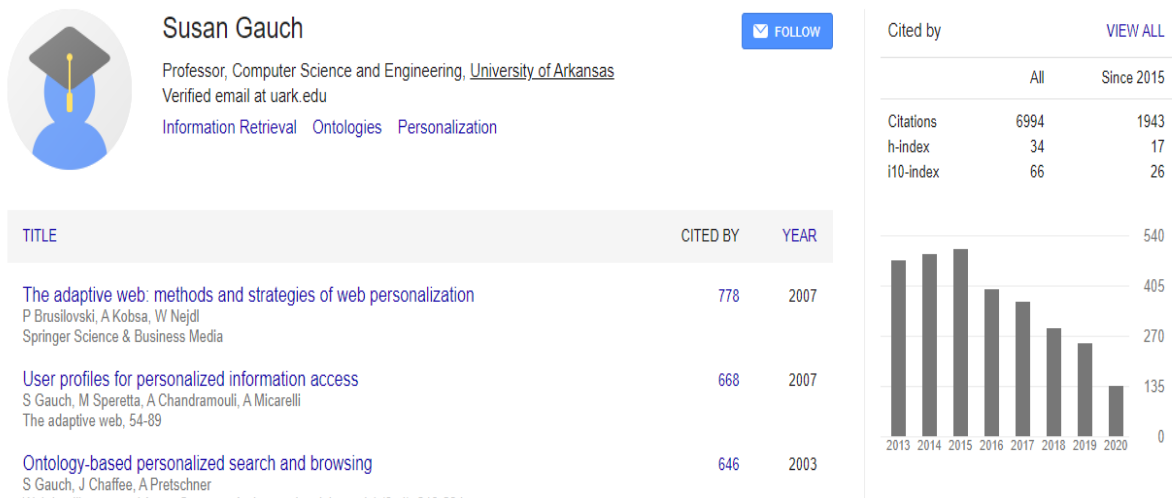 Susan Gauch
FOLLOW
Professor, Computer Science and Engineering, University of Arkansas
Verified email at uark.edu
Information Retrieval Ontologies Personalization
TITLE CITED BY YEAR
The adaptive web: methods and strategies of web personalization 778 2007
P Brusilovski, A Kobsa, W Nejdl
Springer Science & Business Media
User profiles for personalized information access 668 2007
S Gauch, M Speretta, A Chandramouli, A Micarelli
The adaptive web, 54-89
Ontology-based personalized search and browsing 646 2003
S Gauch, J Chaffee, A Pretschner
Cited by VIEW ALL
All Since 2015
Citations 6994 1943
h-index 34 17
i10-index 66 26
540
405
270
135
0
2013 2014 2015 2016 2017 2018 2019 2020